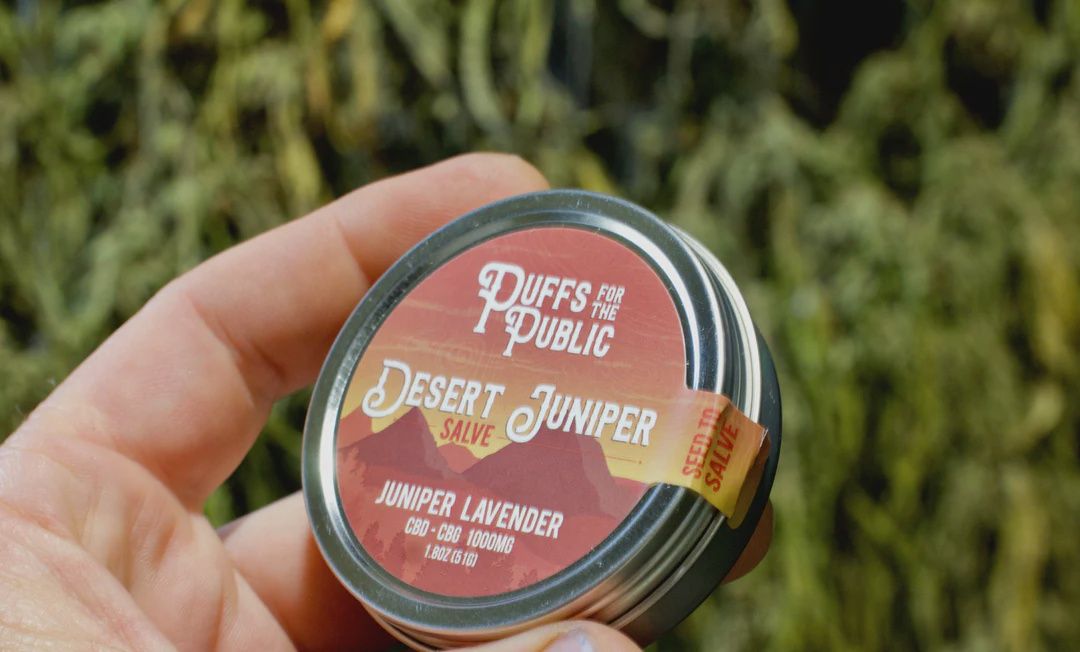 PUFFS FOR
THE
PUBLIC
DESERT JUNIPER
SALVE
JUNIPER LAVENDER
CBD - CBG 1000MG
1.8OZ (51G)
SEED TO
SALVE